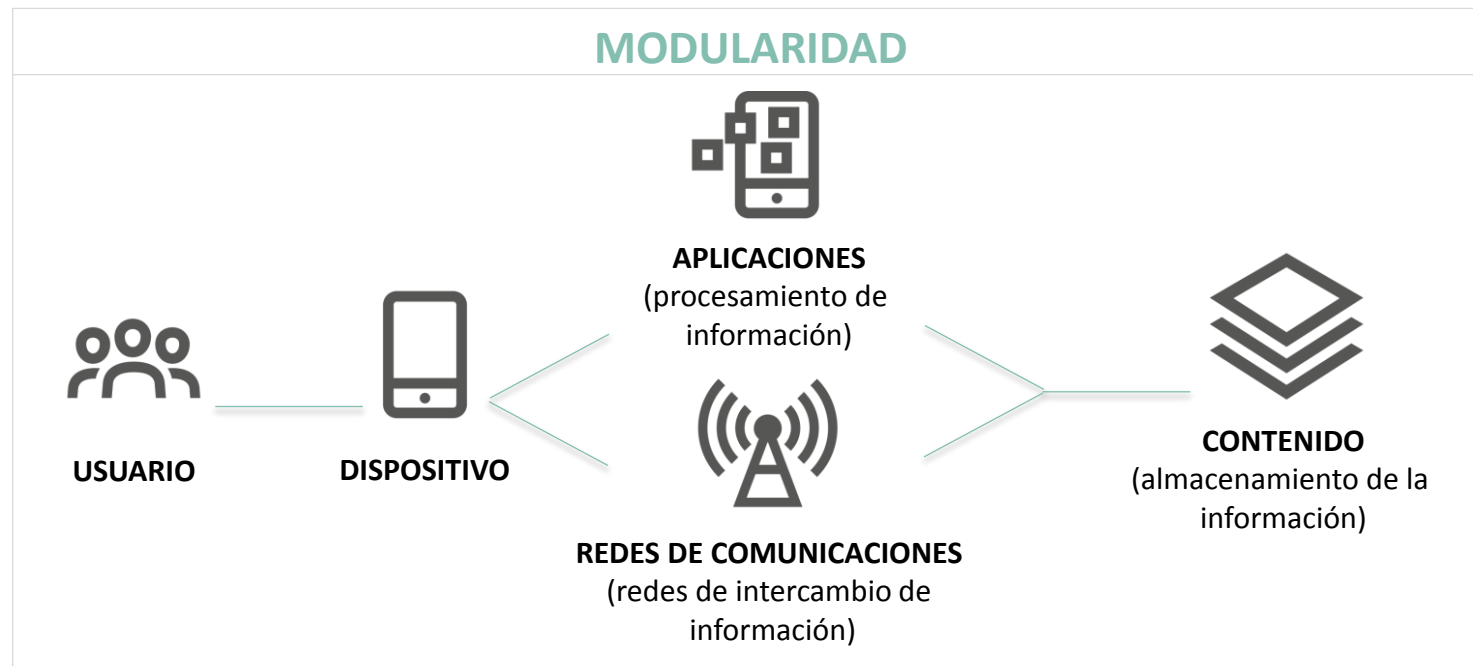 MODULARIDAD
APLICACIONES
(procesamiento de
información)
USUARIO
DISPOSITIVO
REDES DE COMUNICACIONES
(redes de intercambio de
información)
CONTENIDO
(almacenamiento de la
información)